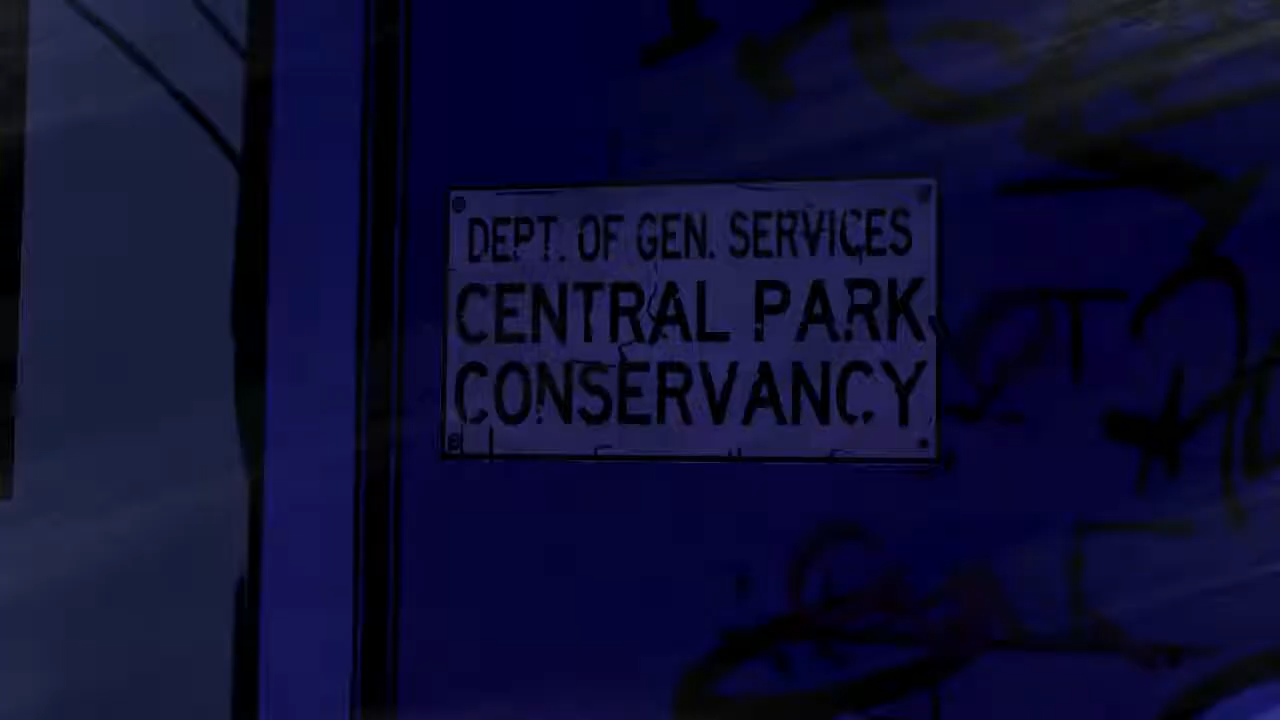 DEPT. OF GEN. SERVICES
CENTRAL PARK
CONSERVANCY